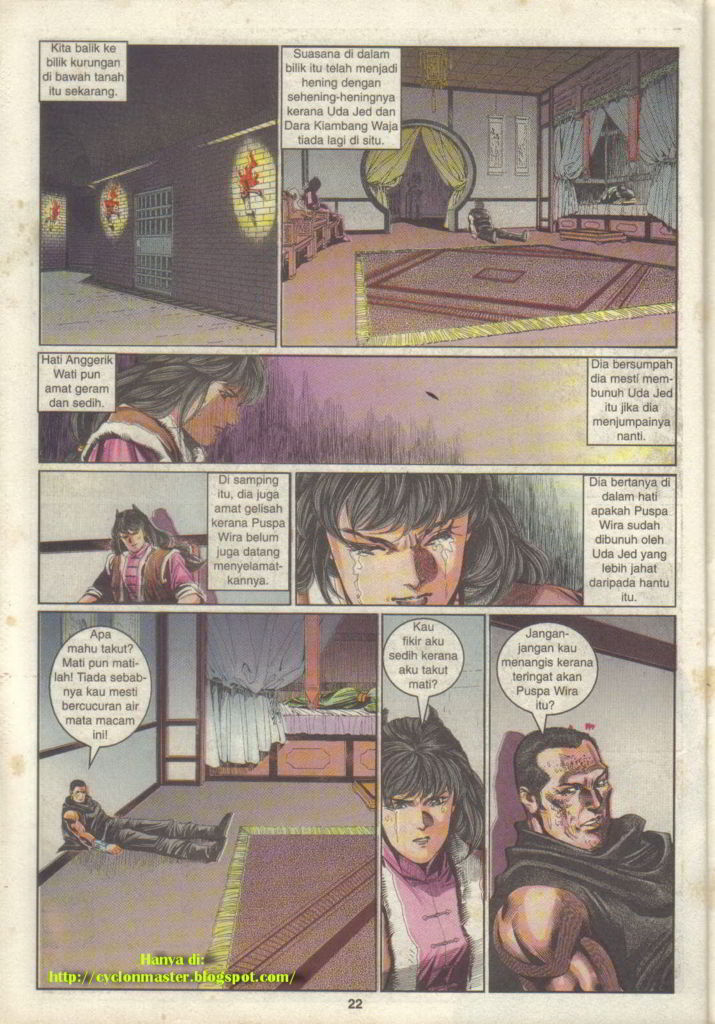 Kita balik ke
bilik kurungan
di bawah tanah
itu sekarang.
Suasana di dalam
bilik itu telah menjadi
hening dengan
sehening-heningnya
kerana Uda Jed dan
Dara Kiambang Waja
tiada lagi di situ.
Hati Anggerik
Wati pun
amat geram
dan sedih.
Dia bersumpah
dia mesti mem-
bunuh Uda Jed
itu jika dia
menjumpainya
nanti.
Di samping
itu, dia juga
amat gelisah
kerana Puspa
Wira belum
juga datang
menyelamat-
kannya.
Dia bertanya di
dalam hati
apakah Puspa
Wira sudah
dibunuh oleh
Uda Jed yang
lebih jahat
daripada hantu
itu.
Apa
mahu takut?
Mati pun mati-
lah! Tiada sebab-
nya kau mesti
bercucuran air
mata macam
ini!
Kau
fikir aku
sedih kerana
aku takut
mati?
Jangan-
jangan kau
menangis kerana
teringat akan
Puspa Wira
itu?
Hanya di:
http://cyclonmaster.blogspot.com/
22